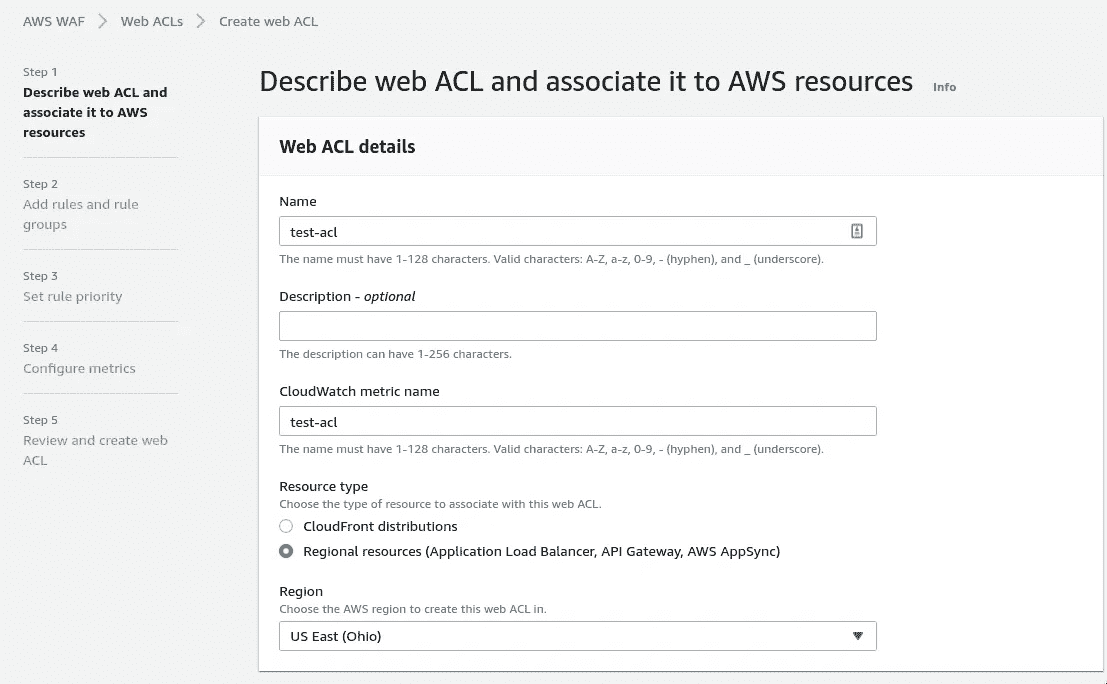 AWS WAF > Web ACLs > Create web ACL
Step 1
Describe web ACL and
associate it to AWS
resources
Step 2
Add rules and rule
groups
Step 3
Set rule priority
Step 4
Configure metrics
Step 5
Review and create web
ACL
Describe web ACL and associate it to AWS resources Info
Web ACL details
Name
test-acl
The name must have 1-128 characters. Valid characters: A-Z, a-z, 0-9, - (hyphen), and _ (underscore).
Description - optional
The description can have 1-256 characters.
CloudWatch metric name
test-acl
The name must have 1-128 characters. Valid characters: A-Z, a-z, 0-9, - (hyphen), and _ (underscore).
Resource type
Choose the type of resource to associate with this web ACL.
CloudFront distributions
Regional resources (Application Load Balancer, API Gateway, AWS AppSync)
Region
Choose the AWS region to create this web ACL in.
US East (Ohio)